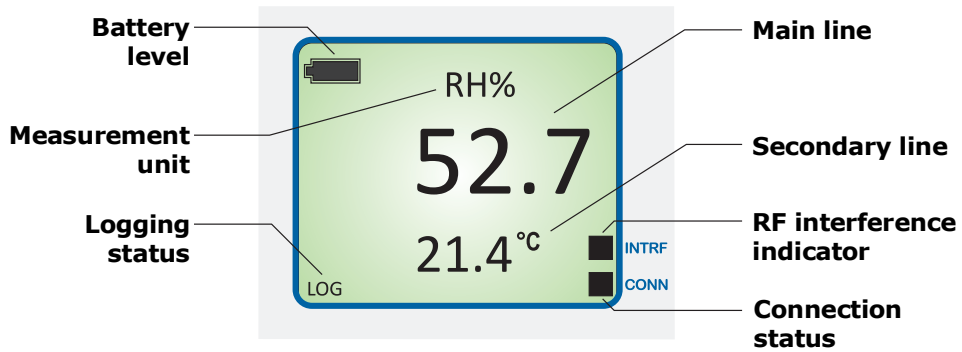 Battery
level
Main line
RH%
52.7
Measurement
unit
Secondary line
Logging
status
21.4 °C
RF interference
indicator
INTRF
LOG
CONN
Connection
status